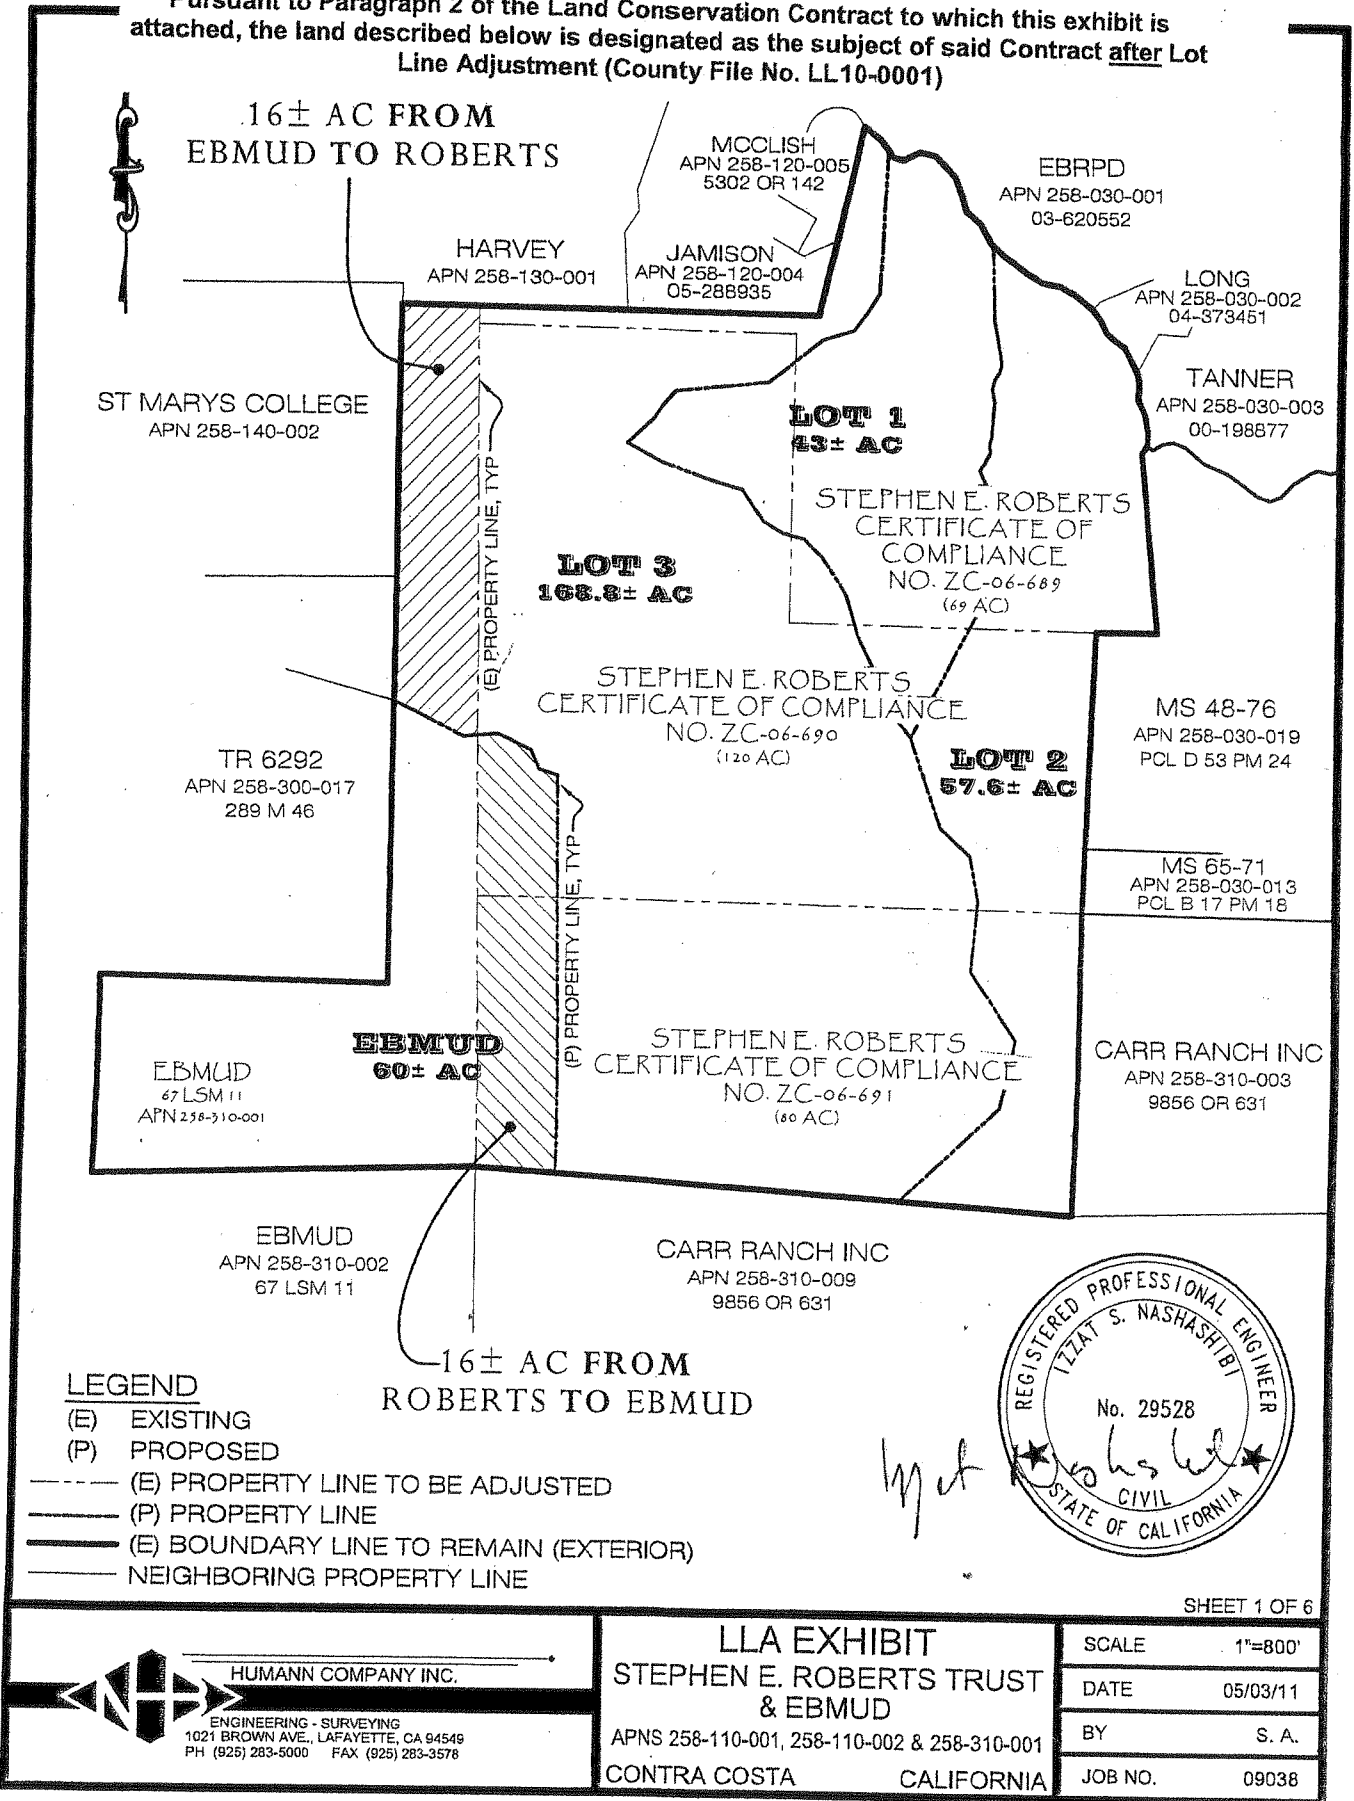 Pursuant to Paragraph 2 of the Land Conservation Contract to which this exhibit is
attached, the land described below is designated as the subject of said Contract after Lot
Line Adjustment (County File No. LL10-0001)
16± AC FROM
EBMUD TO ROBERTS
MCCLISH
APN 258-120-005
5302 OR 142
EBRPD
APN 258-030-001
03-620552
HARVEY
APN 258-130-001
JAMISON
APN 258-120-004
05-288935
LONG
APN 258-030-002
04-373451
TANNER
APN 258-030-003
00-198877
ST MARYS COLLEGE
APN 258-140-002
LOT 1
43± AC
(E) PROPERTY LINE, TYP
STEPHEN E. ROBERTS
CERTIFICATE OF
COMPLIANCE
NO. ZC-06-689
(69 AC)
LOT 3
168.8± AC
STEPHEN E. ROBERTS
CERTIFICATE OF COMPLIANCE
NO. ZC-06-690
(120 AC)
MS 48-76
APN 258-030-019
PCL D 53 PM 24
TR 6292
APN 258-300-017
289 M 46
LOT 2
57.6± AC
(P) PROPERTY LINE, TYP
MS 65-71
APN 258-030-013
PCL B 17 PM 18
EBMUD
60± AC
EBMUD
67 LSM 11
APN 258-310-001
STEPHEN E. ROBERTS
CERTIFICATE OF COMPLIANCE
NO. ZC-06-691
(80 AC)
CARR RANCH INC
APN 258-310-003
9856 OR 631
EBMUD
APN 258-310-002
67 LSM 11
CARR RANCH INC
APN 258-310-009
9856 OR 631
16± AC FROM
ROBERTS TO EBMUD
REGISTERED PROFESSIONAL ENGINEER
IZZAT S. NASHASHIBI
No. 29528
CIVIL
STATE OF CALIFORNIA
LEGEND
(E) EXISTING
(P) PROPOSED
(E) PROPERTY LINE TO BE ADJUSTED
(P) PROPERTY LINE
(E) BOUNDARY LINE TO REMAIN (EXTERIOR)
NEIGHBORING PROPERTY LINE
SHEET 1 OF 6
HUMANN COMPANY INC.
ENGINEERING - SURVEYING
1021 BROWN AVE., LAFAYETTE, CA 94549
PH (925) 283-5000 FAX (925) 283-3578
LLA EXHIBIT
STEPHEN E. ROBERTS TRUST
& EBMUD
APNS 258-110-001, 258-110-002 & 258-310-001
CONTRA COSTA CALIFORNIA
SCALE 1"=800'
DATE 05/03/11
BY S. A.
JOB NO. 09038